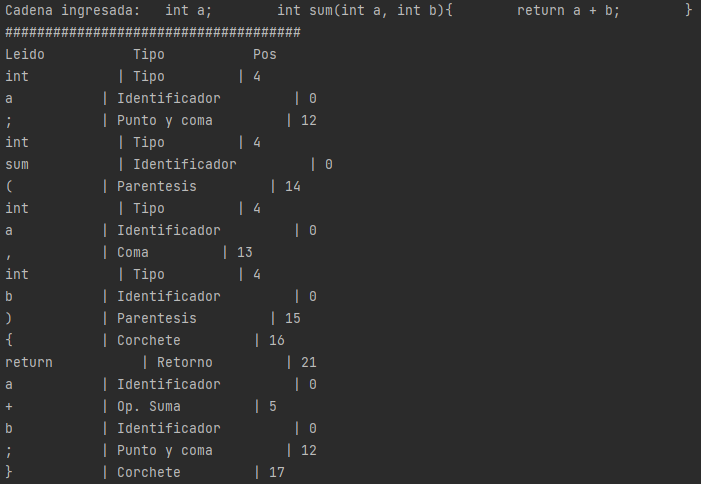 Cadena ingresada:   int a;        int sum(int a, int b){        return a + b;        }
#####################################
Leido           Tipo           Pos
int           | Tipo         | 4
a           | Identificador         | 0
;           | Punto y coma         | 12
int           | Tipo         | 4
sum           | Identificador         | 0
(           | Parentesis         | 14
int           | Tipo         | 4
a           | Identificador         | 0
,           | Coma         | 13
int           | Tipo         | 4
b           | Identificador         | 0
)           | Parentesis         | 15
{           | Corchete         | 16
return           | Retorno         | 21
a           | Identificador         | 0
+           | Op. Suma         | 5
b           | Identificador         | 0
;           | Punto y coma         | 12
}           | Corchete         | 17